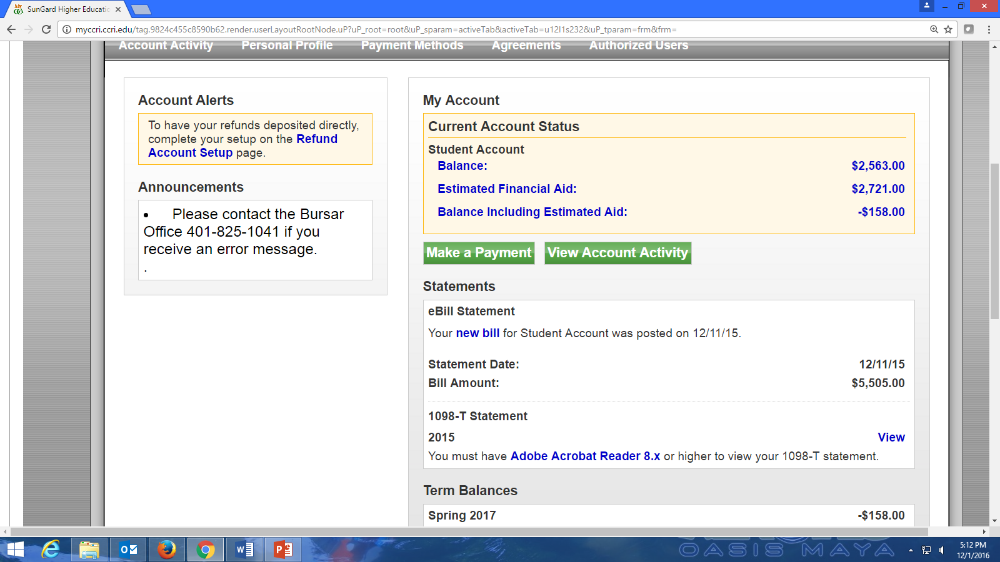 SunGard Higher Educatic
myccri.ccri.edu/tag.9824c455c8590b62.render.userLayoutRootNode.uP?uP_root=root&uP_sparam=activeTab&activeTab=u12l1s232&uP_tparam=frm&frm=
Account Activity Personal Profile Payment Methods Agreements Authorized Users
Account Alerts
To have your refunds deposited directly,
complete your setup on the Refund
Account Setup page.
Announcements
• Please contact the Bursar
Office 401-825-1041 if you
receive an error message.
.
My Account
Current Account Status
Student Account
Balance: $2,563.00
Estimated Financial Aid: $2,721.00
Balance Including Estimated Aid: -$158.00
Make a Payment View Account Activity
Statements
eBill Statement
Your new bill for Student Account was posted on 12/11/15.
Statement Date: 12/11/15
Bill Amount: $5,505.00
1098-T Statement
2015 View
You must have Adobe Acrobat Reader 8.x or higher to view your 1098-T statement.
Term Balances
Spring 2017 -$158.00
OASIS MAYA
5:12 PM
12/1/2016